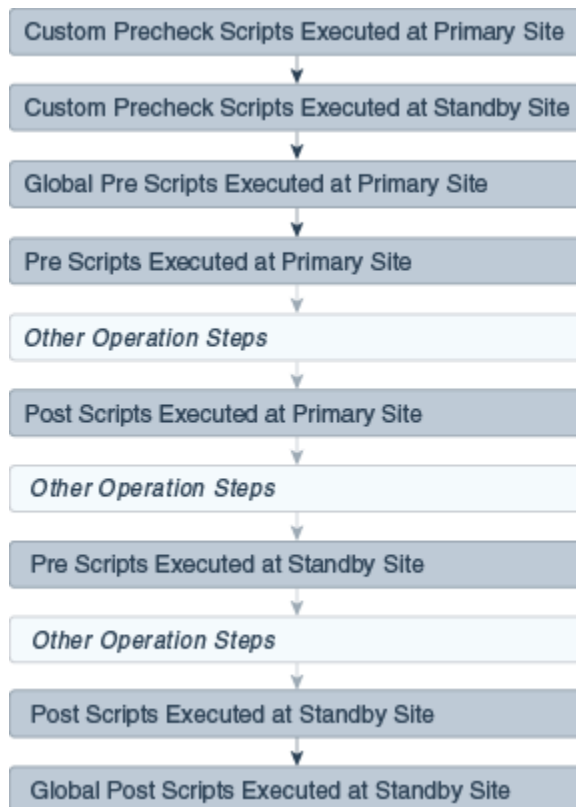 Custom Precheck Scripts Executed at Primary Site
Custom Precheck Scripts Executed at Standby Site
Global Pre Scripts Executed at Primary Site
Pre Scripts Executed at Primary Site
Other Operation Steps
Post Scripts Executed at Primary Site
Other Operation Steps
Pre Scripts Executed at Standby Site
Other Operation Steps
Post Scripts Executed at Standby Site
Global Post Scripts Executed at Standby Site